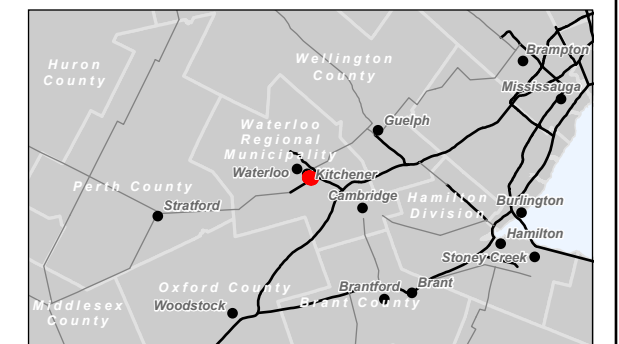 Brampton
Wellington
County
Huron
County
Mississauga
Guelph
Waterloo
Regional
Municipality
Waterloo
Kitchener
Perth County
Cambridge
Hamilton
Division
Burlington
Stratford
Hamilton
Stoney Creek
Oxford County
Brantford
Brant
Brant County
Woodstock
Middlesex
County